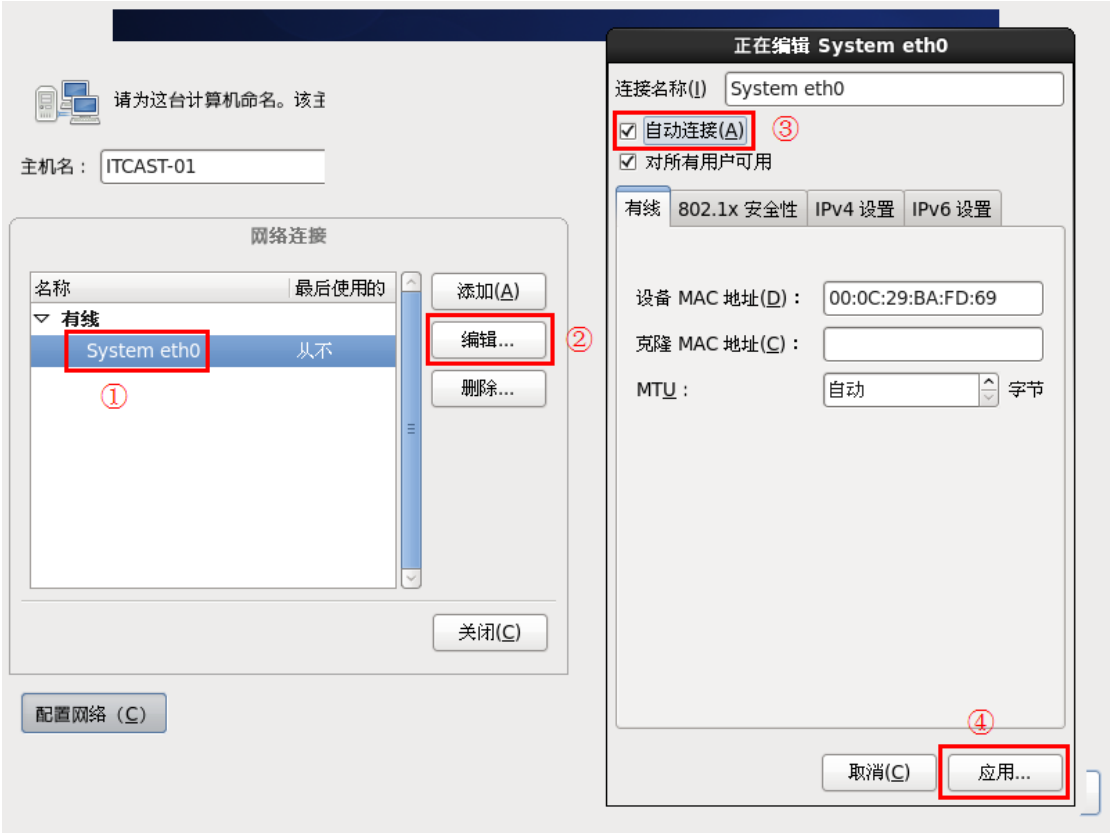 请为这台计算机命名。该主
主机名： ITCAST-01
网络连接
名称 最后使用的
有线
System eth0 从不
①
添加(A)
编辑... ②
删除...
关闭(C)
配置网络（C）
正在编辑 System eth0
连接名称(I) System eth0
自动连接(A) ③
对所有用户可用
有线 802.1x 安全性 IPv4 设置 IPv6 设置
设备 MAC 地址(D)： 00:0C:29:BA:FD:69
克隆 MAC 地址(C)：
MTU： 自动 字节
④
取消(C) 应用...